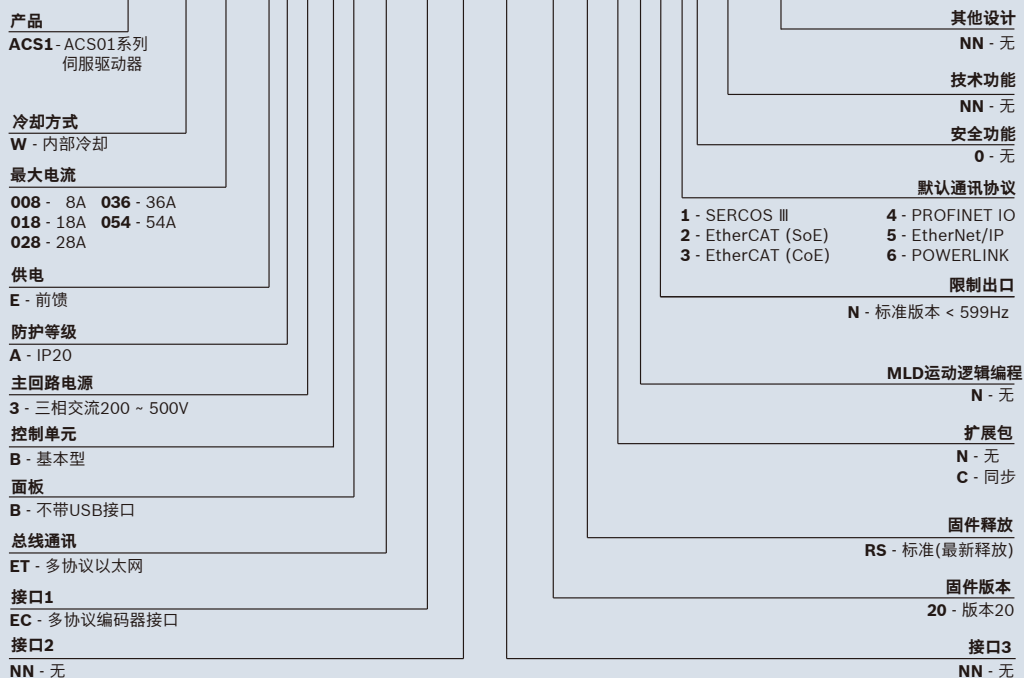 产品
ACS1 - ACS01系列
伺服驱动器
冷却方式
W - 内部冷却
最大电流
008 - 8A 036 - 36A
018 - 18A 054 - 54A
028 - 28A
供电
E - 前馈
防护等级
A - IP20
主回路电源
3 - 三相交流200 ~ 500V
控制单元
B - 基本型
面板
B - 不带USB接口
总线通讯
ET - 多协议以太网
接口1
EC - 多协议编码器接口
接口2
NN - 无
其他设计
NN - 无
技术功能
NN - 无
安全功能
0 - 无
默认通讯协议
1 - SERCOS Ⅲ 4 - PROFINET IO
2 - EtherCAT (SoE) 5 - EtherNet/IP
3 - EtherCAT (CoE) 6 - POWERLINK
限制出口
N - 标准版本 < 599Hz
MLD运动逻辑编程
N - 无
扩展包
N - 无
C - 同步
固件释放
RS - 标准(最新释放)
固件版本
20 - 版本20
接口3
NN - 无